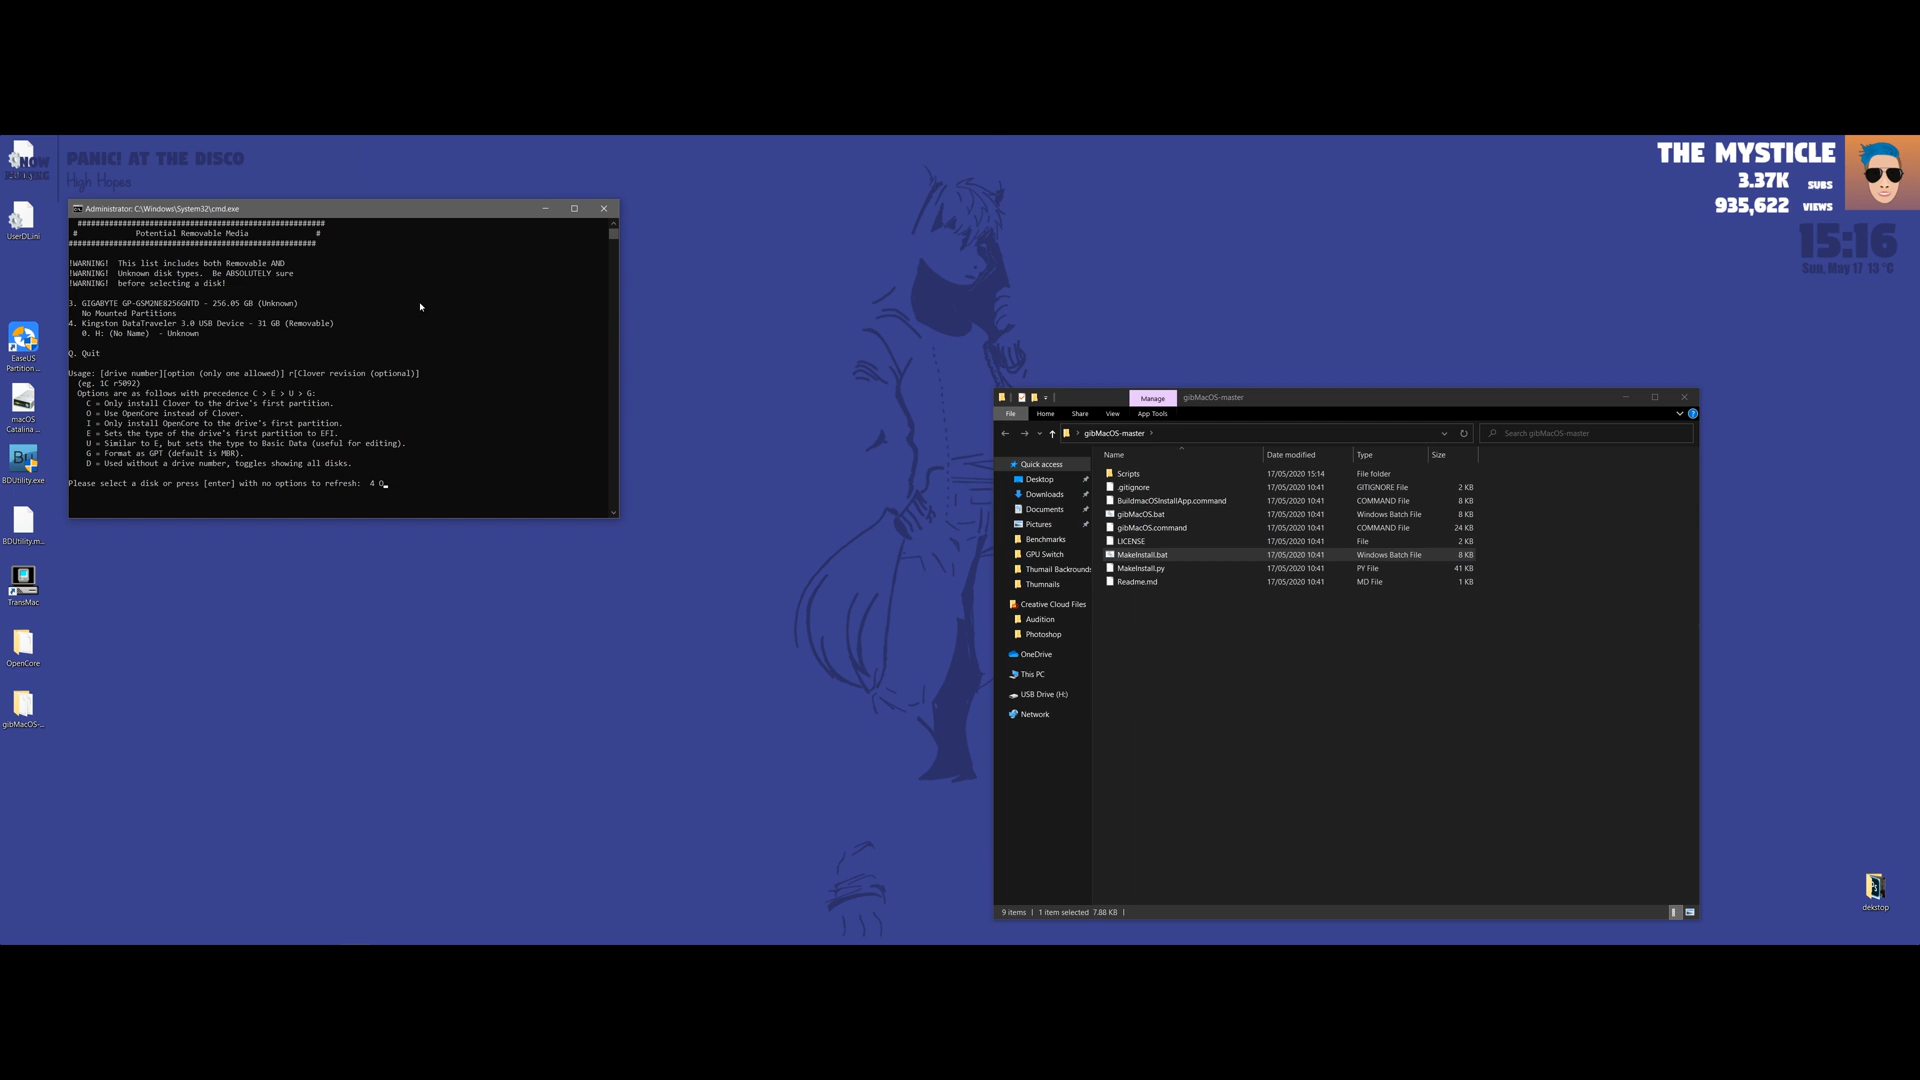 PANIC! AT THE DISCO
High Hopes
THE MYSTICLE
3.37K SUBS
935,622 VIEWS
15:16
Sun, May 17 13 °C
UserDL.ini
EaseUS
Partition ...
macOS
Catalina ...
BDUtility.exe
BDUtility.m...
TransMac
OpenCore
gibMacOS-...
dekstop
Administrator: C:\Windows\System32\cmd.exe
#######################################################
# Potential Removable Media #
#######################################################
!WARNING! This list includes both Removable AND
!WARNING! Unknown disk types. Be ABSOLUTELY sure
!WARNING! before selecting a disk!
3. GIGABYTE GP-GSM2NE8256GNTD - 256.05 GB (Unknown)
No Mounted Partitions
4. Kingston DataTraveler 3.0 USB Device - 31 GB (Removable)
0. H: (No Name) - Unknown
Q. Quit
Usage: [drive number][option (only one allowed)] r[Clover revision (optional)]
(eg. 1C r5092)
Options are as follows with precedence C > E > U > G:
C = Only install Clover to the drive's first partition.
O = Use OpenCore instead of Clover.
I = Only install OpenCore to the drive's first partition.
E = Sets the type of the drive's first partition to EFI.
U = Similar to E, but sets the type to Basic Data (useful for editing).
G = Format as GPT (default is MBR).
D = Used without a drive number, toggles showing all disks.
Please select a disk or press [enter] with no options to refresh: 4 O_
Manage gibMacOS-master
File Home Share View App Tools
gibMacOS-master
Search gibMacOS-master
Name Date modified Type Size
Quick access
Desktop
Downloads
Documents
Pictures
Benchmarks
GPU Switch
Thumail Backrounds
Thumnails
Creative Cloud Files
Audition
Photoshop
OneDrive
This PC
USB Drive (H:)
Network
Scripts 17/05/2020 15:14 File folder
.gitignore 17/05/2020 10:41 GITIGNORE File 2 KB
BuildmacOSInstallApp.command 17/05/2020 10:41 COMMAND File 8 KB
gibMacOS.bat 17/05/2020 10:41 Windows Batch File 8 KB
gibMacOS.command 17/05/2020 10:41 COMMAND File 24 KB
LICENSE 17/05/2020 10:41 File 2 KB
MakeInstall.bat 17/05/2020 10:41 Windows Batch File 8 KB
MakeInstall.py 17/05/2020 10:41 PY File 41 KB
Readme.md 17/05/2020 10:41 MD File 1 KB
9 items 1 item selected 7.88 KB